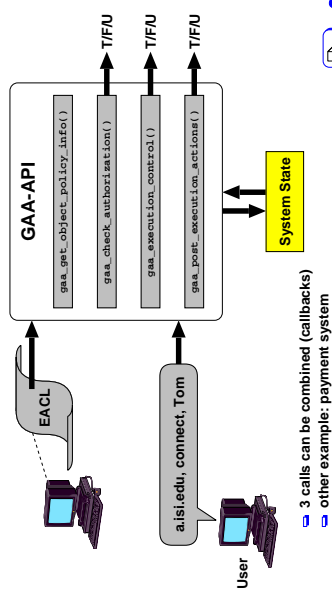 GAA-API
EACL
gaa_get_object_policy_info()
gaa_check_authorization()
T/F/U
gaa_execution_control()
T/F/U
gaa_post_execution_actions()
T/F/U
a.isi.edu, connect, Tom
User
System State
3 calls can be combined (callbacks)
other example: payment system